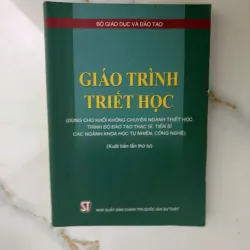 BỘ GIÁO DỤC VÀ ĐÀO TẠO
GIÁO TRÌNH
TRIẾT HỌC
(DÙNG CHO KHỐI KHÔNG CHUYÊN NGÀNH TRIẾT HỌC
TRÌNH ĐỘ ĐÀO TẠO THẠC SĨ, TIẾN SĨ
CÁC NGÀNH KHOA HỌC TỰ NHIÊN, CÔNG NGHỆ)
(Xuất bản lần thứ tư)
NHÀ XUẤT BẢN CHÍNH TRỊ QUỐC GIA SỰ THẬT